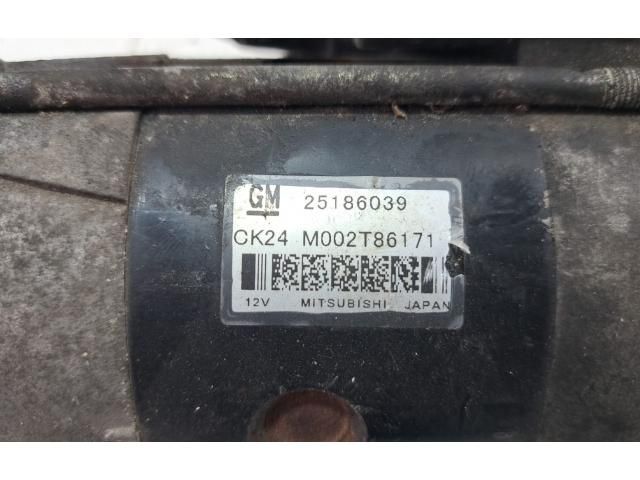 GM 25186039
CK24 M002T86171
12V MITSUBISHI JAPAN